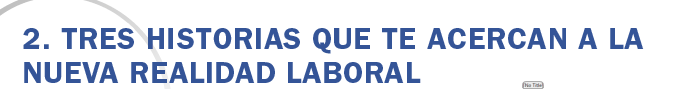 2. TRES HISTORIAS QUE TE ACERCAN A LA
NUEVA REALIDAD LABORAL
No Title